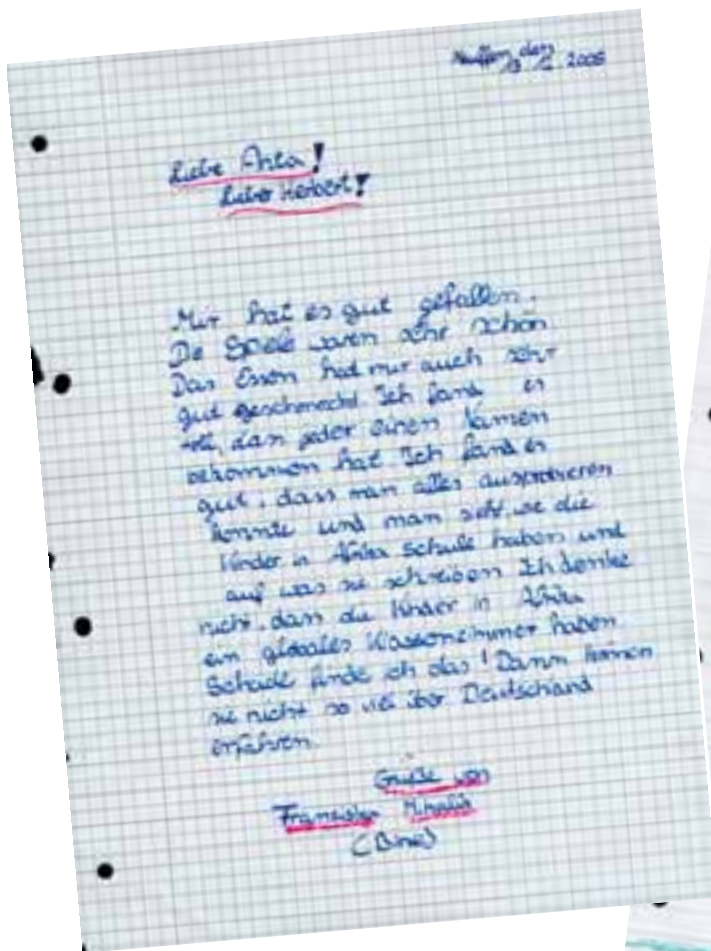 den 2006
Liebe Anta!
Lieber Herbert!
Mir hat es gut gefallen.
Die Spiele waren sehr schön
Das Essen hat mir auch sehr
gut geschmeckt. Ich fand es
toll, dass jeder einen Namen
bekommen hat. Ich fand es
gut, dass man alles ausprobieren
konnte und man sieht, wie die
Kinder in Afrika Schule haben und
auf was sie schreiben. Ich denke
nicht, dass die Kinder in Afrika
ein globales Klassenzimmer haben
Schade finde ich das! Dann können
sie nicht so viel über Deutschland
erfahren.
Grüße von
Franziska